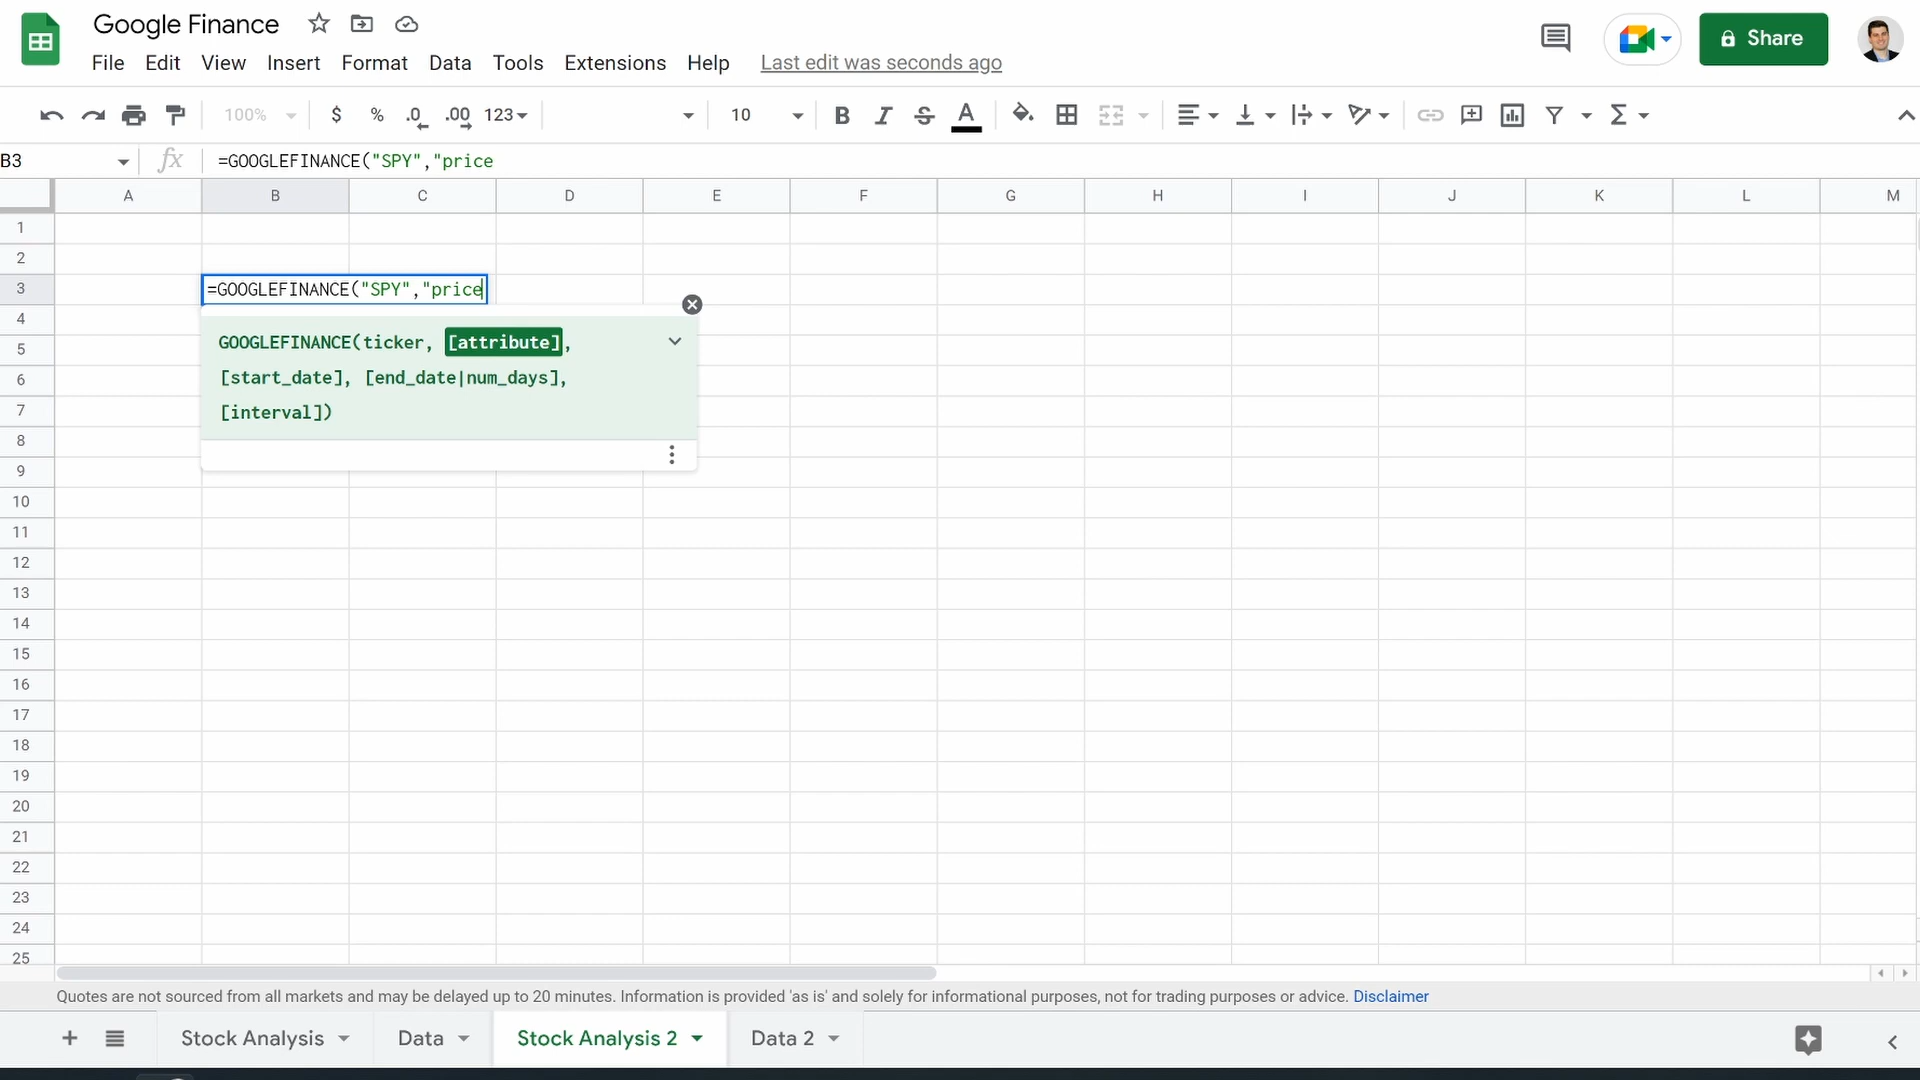 Google Finance
File Edit View Insert Format Data Tools Extensions Help Last edit was seconds ago
Share
100% $ % .0 .00 123 10 B I S A Σ
B3 fx =GOOGLEFINANCE("SPY","price
A B C D E F G H I J K L M
1
2
3 =GOOGLEFINANCE("SPY","price
4
GOOGLEFINANCE(ticker, [attribute],
5
[start_date], [end_date|num_days],
6
[interval])
7
8
9
10
11
12
13
14
15
16
17
18
19
20
21
22
23
24
25
Quotes are not sourced from all markets and may be delayed up to 20 minutes. Information is provided 'as is' and solely for informational purposes, not for trading purposes or advice. Disclaimer
+ Stock Analysis Data Stock Analysis 2 Data 2